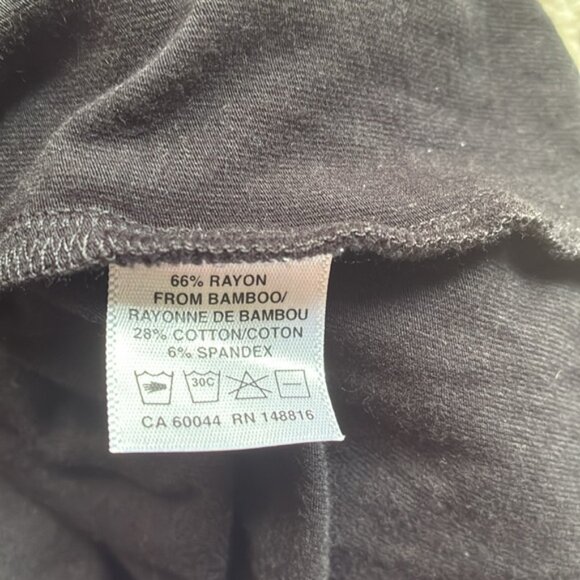 66% RAYON
FROM BAMBOO/
RAYONNE DE BAMBOU
28% COTTON/COTON
6% SPANDEX
30C
CA 60044 RN 148816